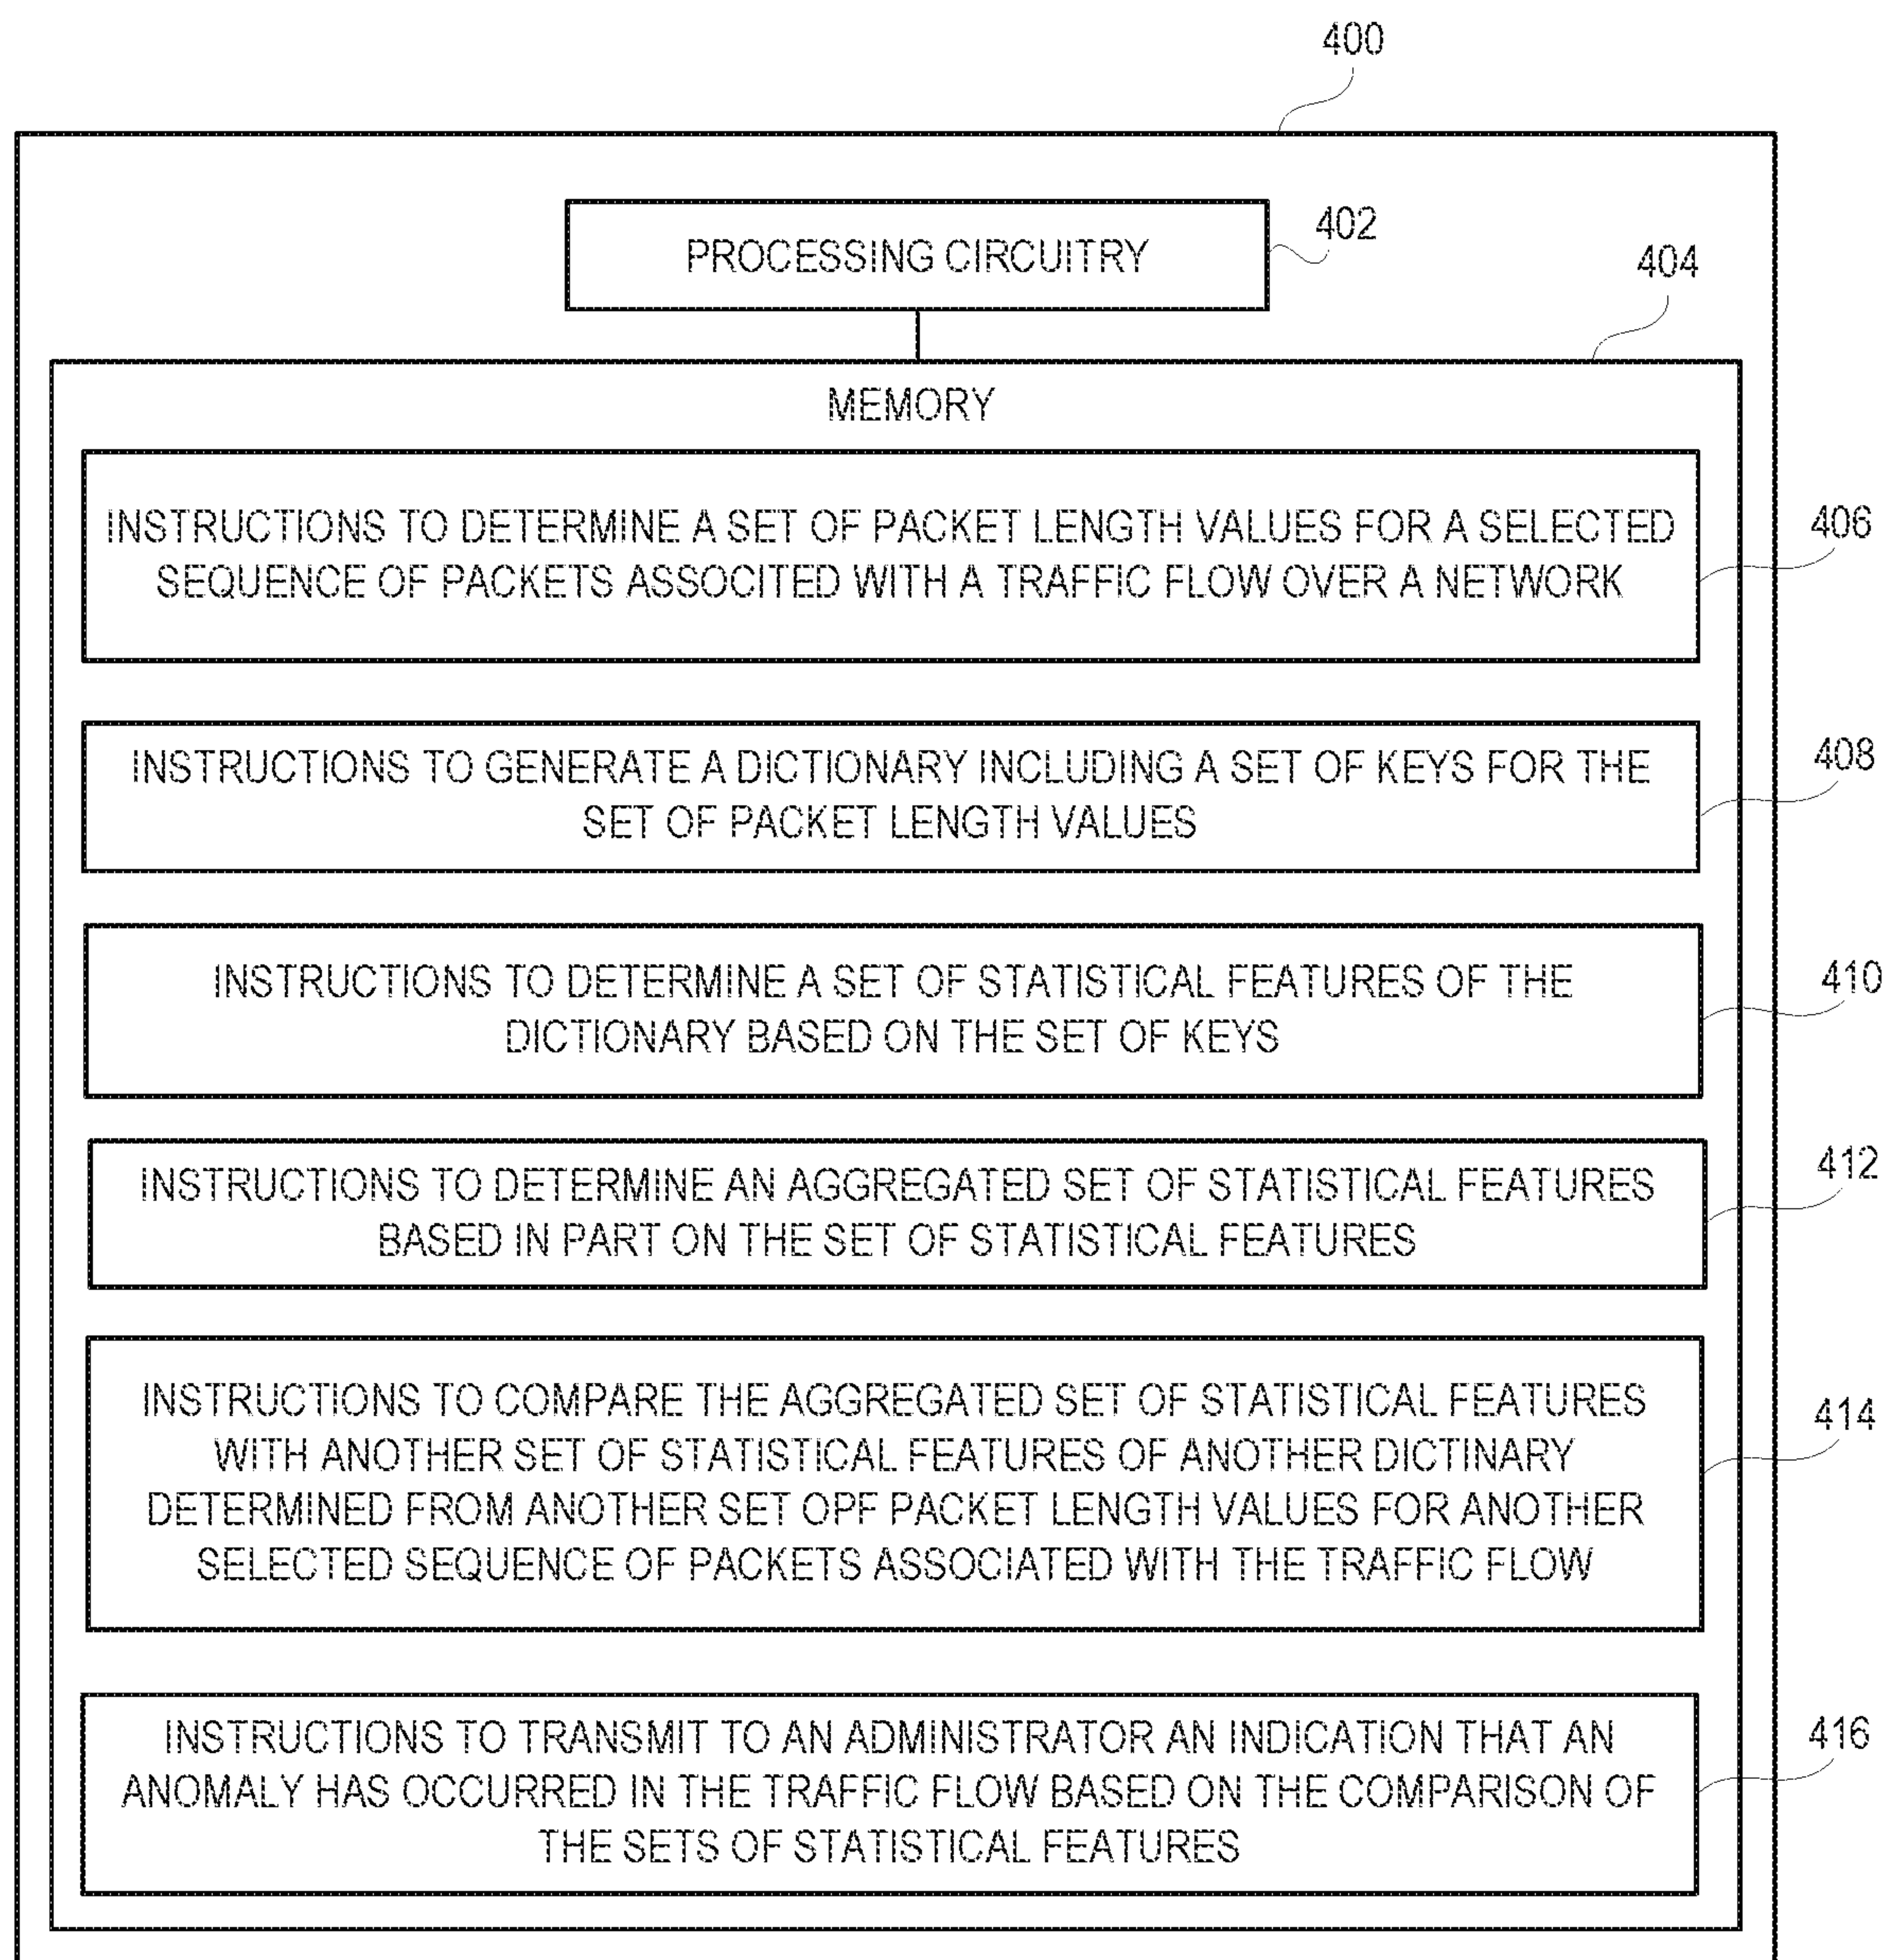 400
PROCESSING CIRCUITRY
402
404
MEMORY
INSTRUCTIONS TO DETERMINE A SET OF PACKET LENGTH VALUES FOR A SELECTED
SEQUENCE OF PACKETS ASSOCITED WITH A TRAFFIC FLOW OVER A NETWORK
406
INSTRUCTIONS TO GENERATE A DICTIONARY INCLUDING A SET OF KEYS FOR THE
SET OF PACKET LENGTH VALUES
408
INSTRUCTIONS TO DETERMINE A SET OF STATISTICAL FEATURES OF THE
DICTIONARY BASED ON THE SET OF KEYS
410
INSTRUCTIONS TO DETERMINE AN AGGREGATED SET OF STATISTICAL FEATURES
BASED IN PART ON THE SET OF STATISTICAL FEATURES
412
INSTRUCTIONS TO COMPARE THE AGGREGATED SET OF STATISTICAL FEATURES
WITH ANOTHER SET OF STATISTICAL FEATURES OF ANOTHER DICTINARY
DETERMINED FROM ANOTHER SET OPF PACKET LENGTH VALUES FOR ANOTHER
SELECTED SEQUENCE OF PACKETS ASSOCIATED WITH THE TRAFFIC FLOW
414
INSTRUCTIONS TO TRANSMIT TO AN ADMINISTRATOR AN INDICATION THAT AN
ANOMALY HAS OCCURRED IN THE TRAFFIC FLOW BASED ON THE COMPARISON OF
THE SETS OF STATISTICAL FEATURES
416